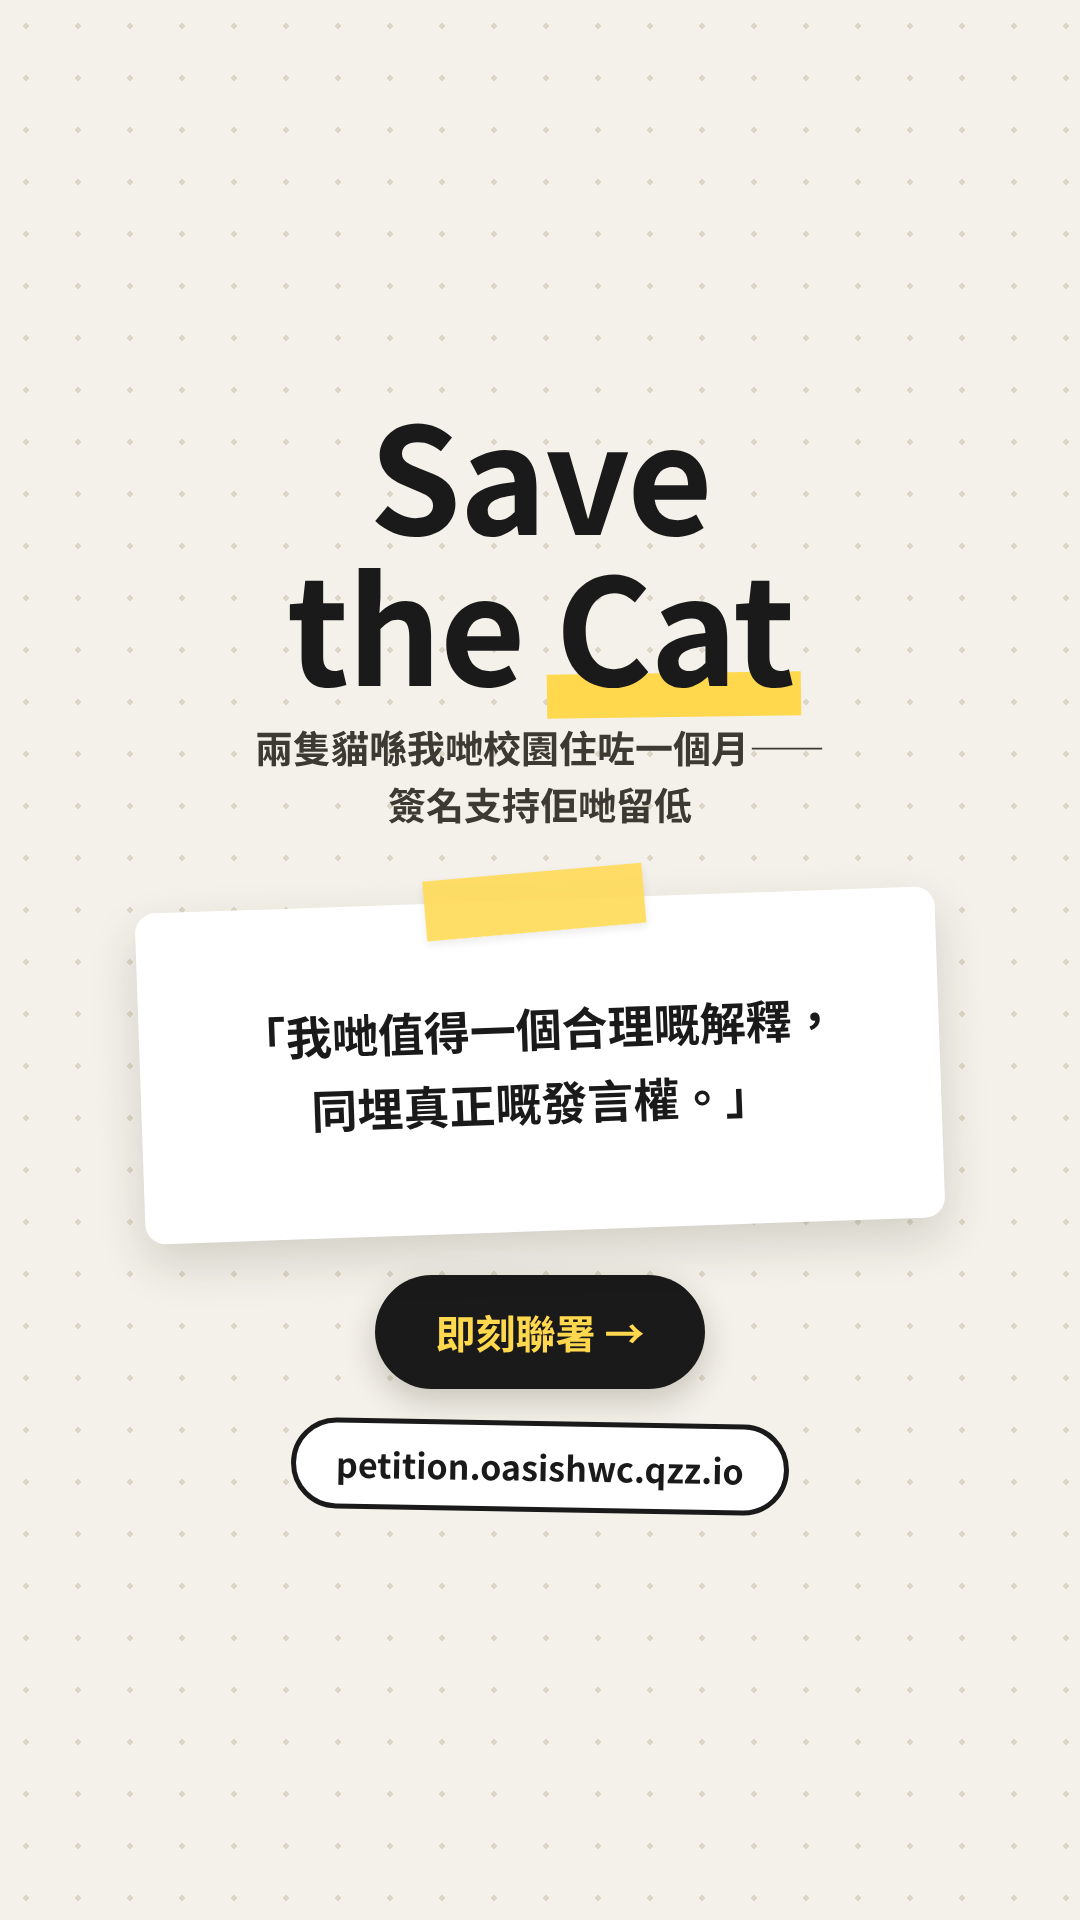 Save
the Cat
兩隻貓喺我哋校園住咗一個月——
簽名支持佢哋留低
「我哋值得一個合理嘅解釋，
同埋真正嘅發言權。」
即刻聯署 →
petition.oasishwc.qzz.io